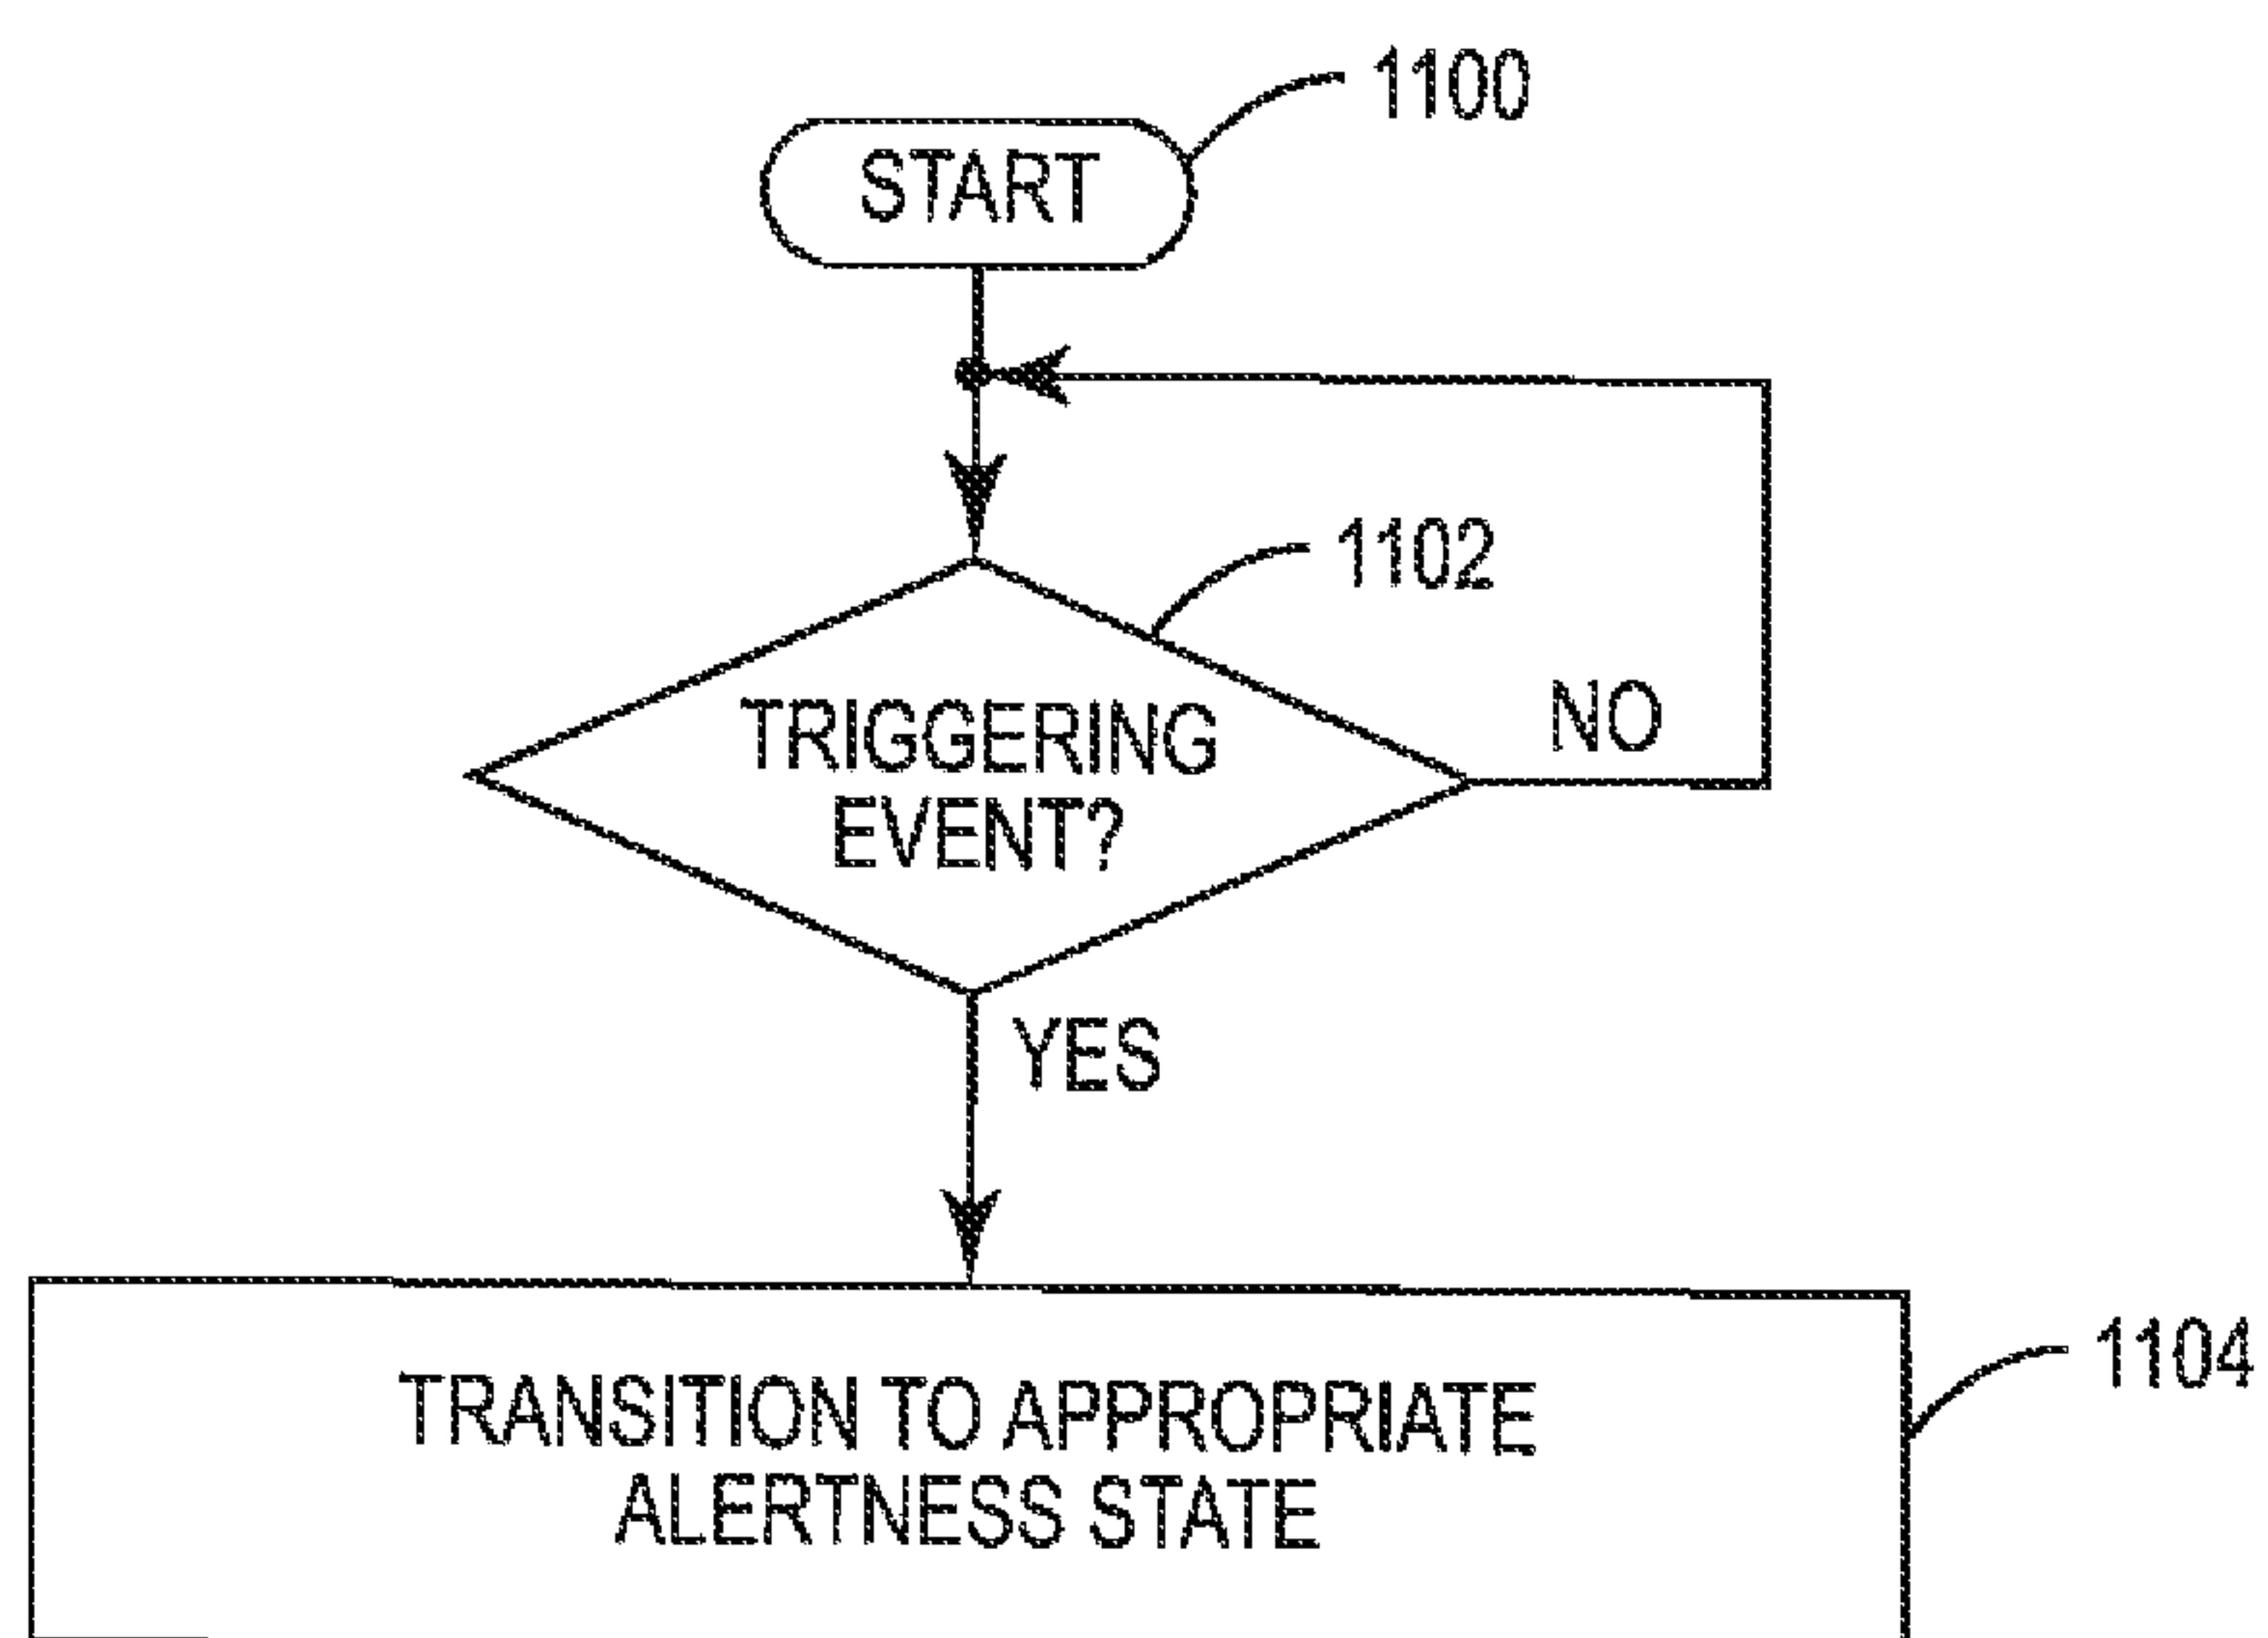 1100
START
1102
TRIGGERING
EVENT?
NO
YES
1104
TRANSITION TO APPROPRIATE
ALERTNESS STATE